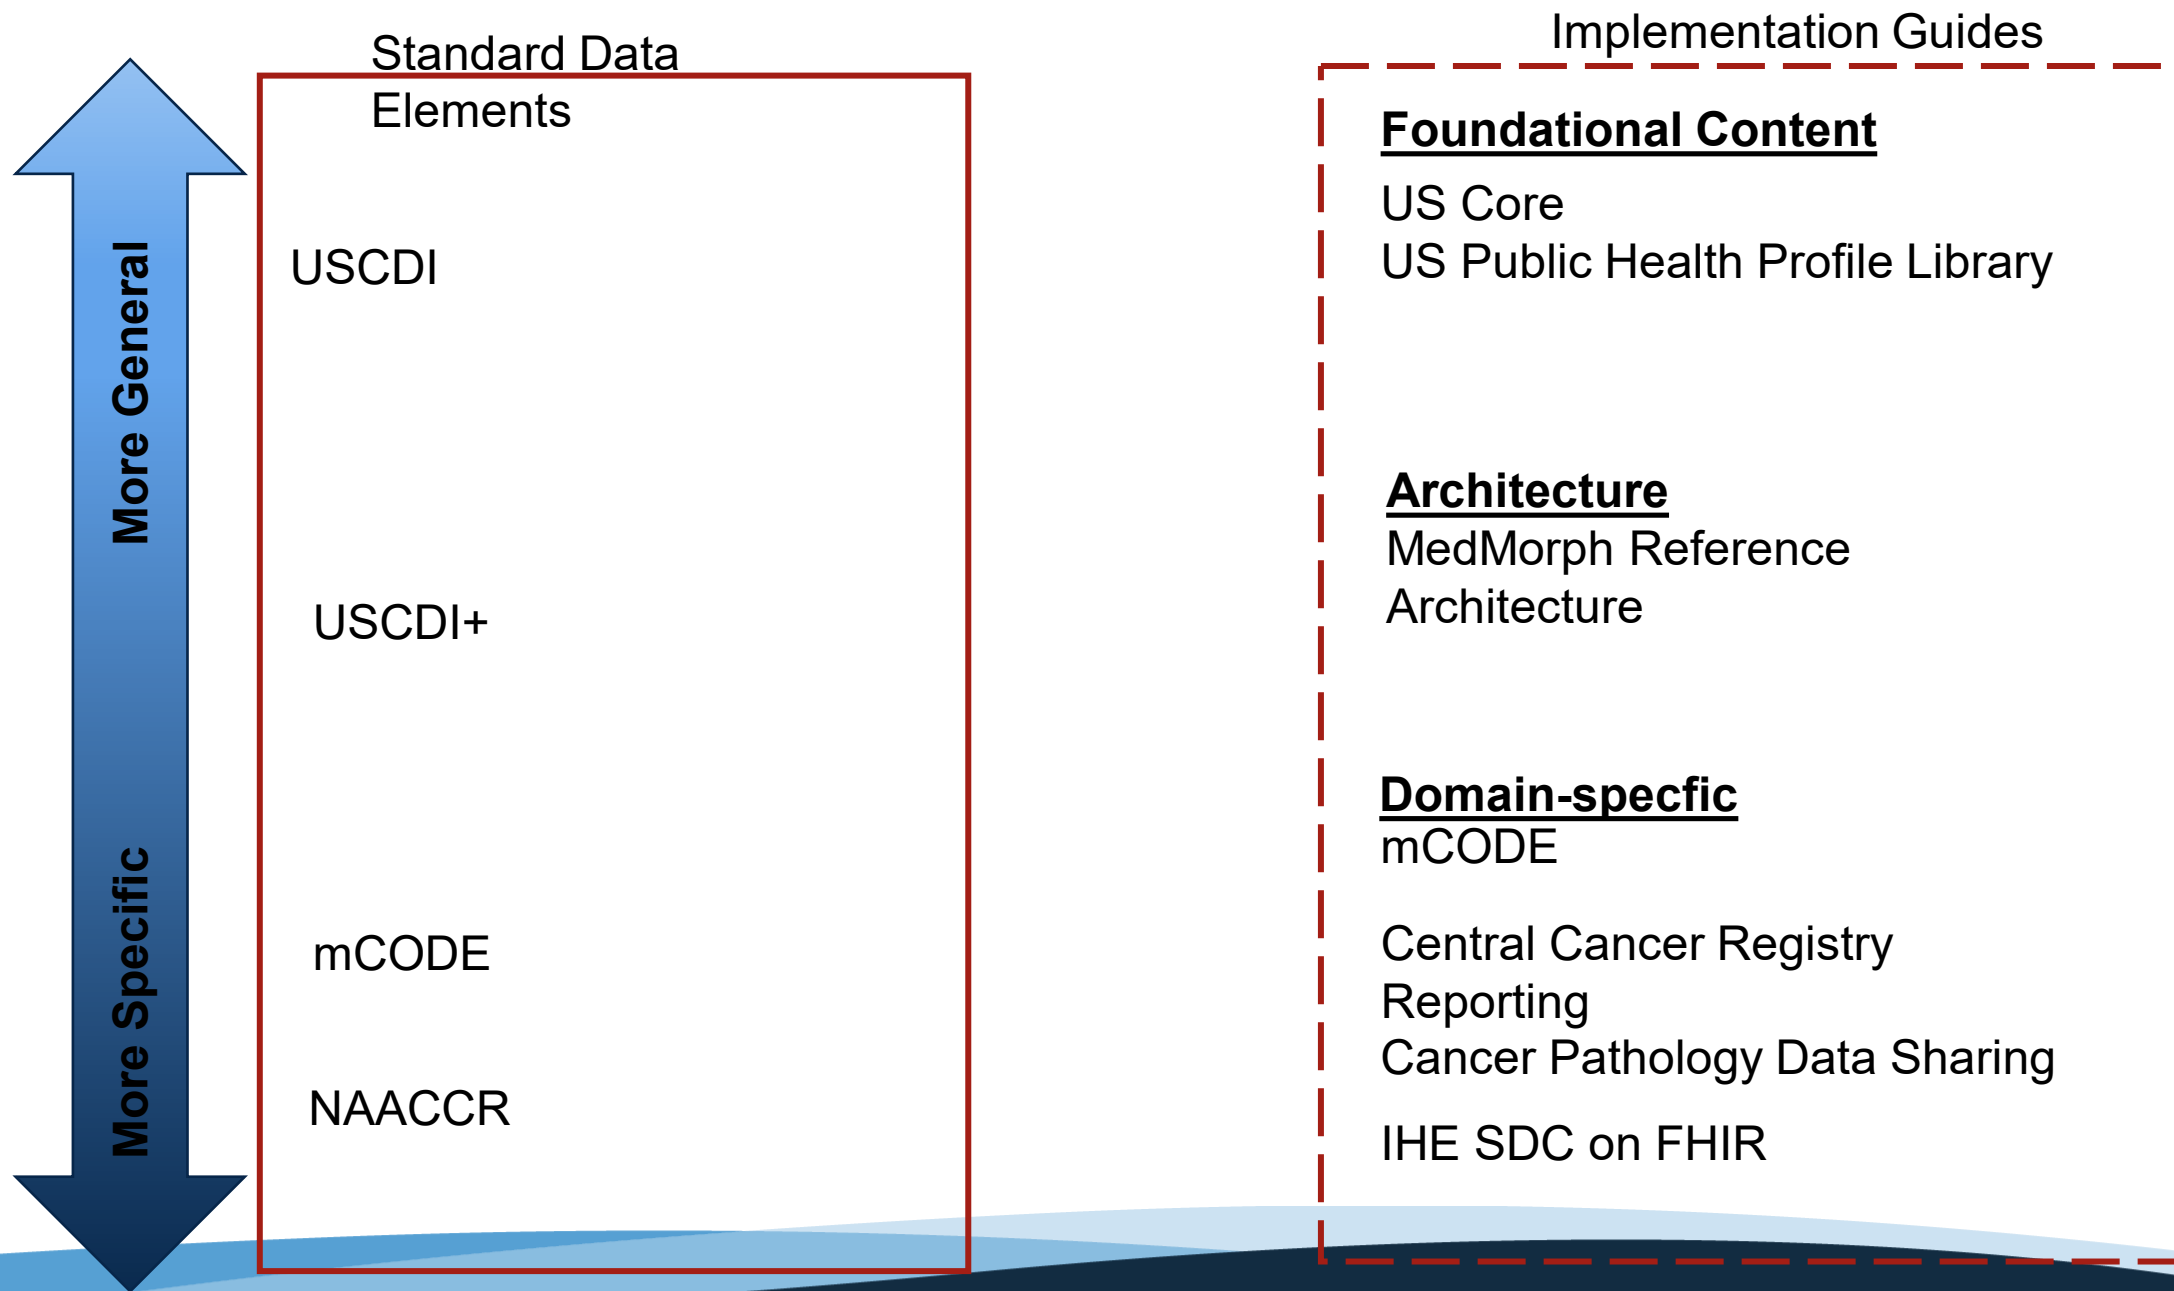 More General
More Specific
Standard Data
Elements
USCDI
USCDI+
mCODE
NAACCR
Implementation Guides
Foundational Content
US Core
US Public Health Profile Library
Architecture
MedMorph Reference
Architecture
Domain-specfic
mCODE
Central Cancer Registry
Reporting
Cancer Pathology Data Sharing
IHE SDC on FHIR